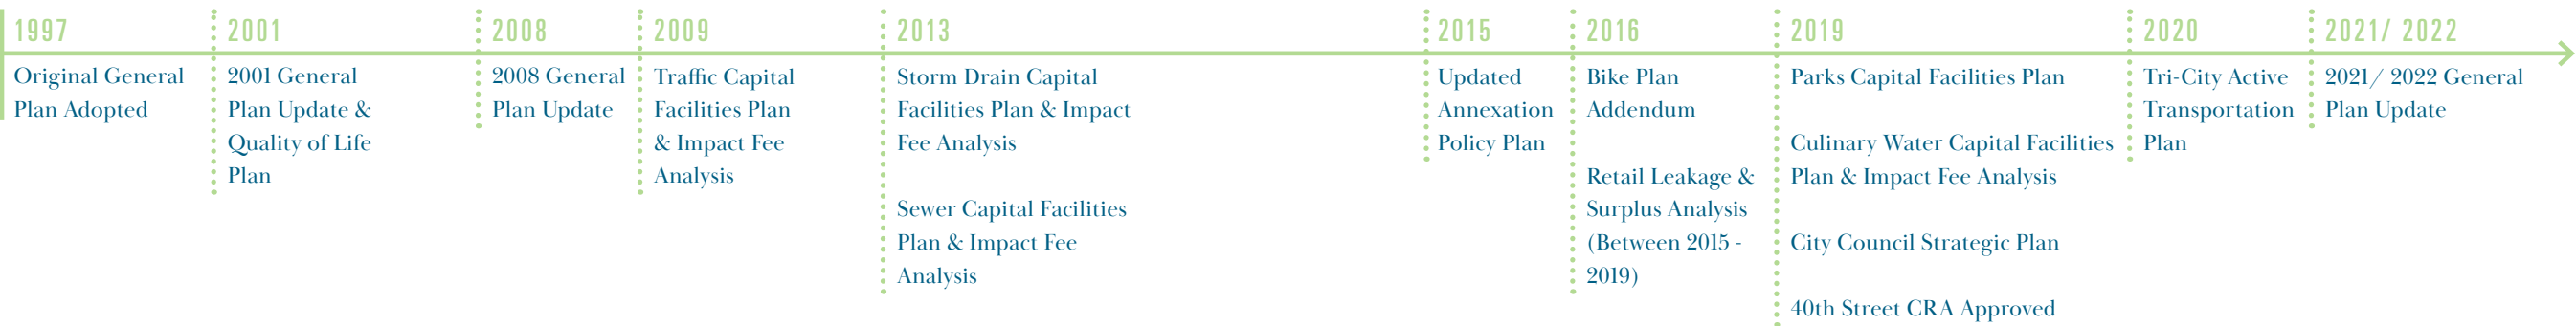 1997
Original General
Plan Adopted
2001
2001 General
Plan Update &
Quality of Life
Plan
2008
2008 General
Plan Update
2009
Traffic Capital
Facilities Plan
& Impact Fee
Analysis
2013
Storm Drain Capital
Facilities Plan & Impact
Fee Analysis
Sewer Capital Facilities
Plan & Impact Fee
Analysis
2015
Updated
Annexation
Policy Plan
2016
Bike Plan
Addendum
Retail Leakage &
Surplus Analysis
(Between 2015 -
2019)
2019
Parks Capital Facilities Plan
Culinary Water Capital Facilities
Plan & Impact Fee Analysis
City Council Strategic Plan
40th Street CRA Approved
2020
Tri-City Active
Transportation
Plan
2021/ 2022
2021/ 2022 General
Plan Update